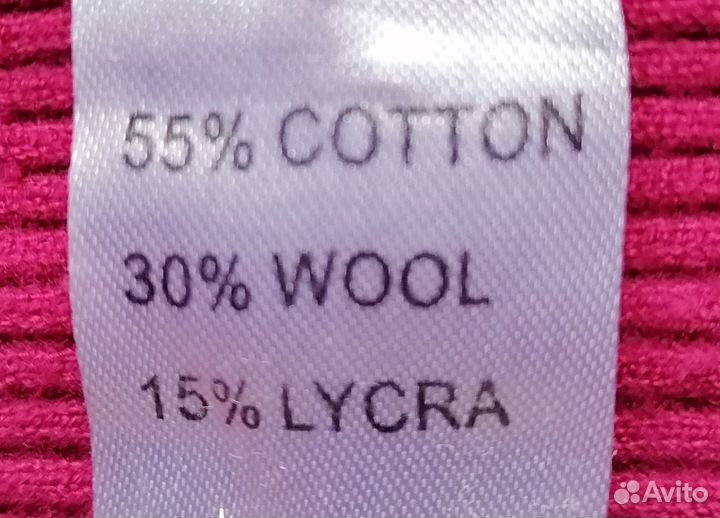 55% COTTON
30% WOOL
15% LYCRA
Avito